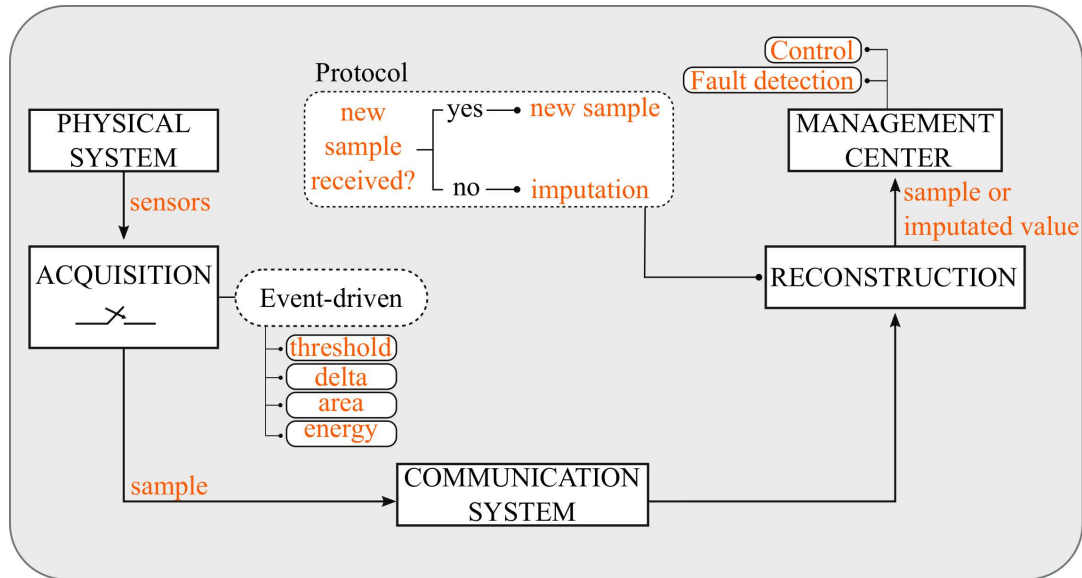 Control
Fault detection
Protocol
new
sample
received?
yes
new sample
no
imputation
PHYSICAL
SYSTEM
MANAGEMENT
CENTER
sensors
sample or
imputated value
ACQUISITION
Event-driven
RECONSTRUCTION
threshold
delta
area
energy
sample
COMMUNICATION
SYSTEM